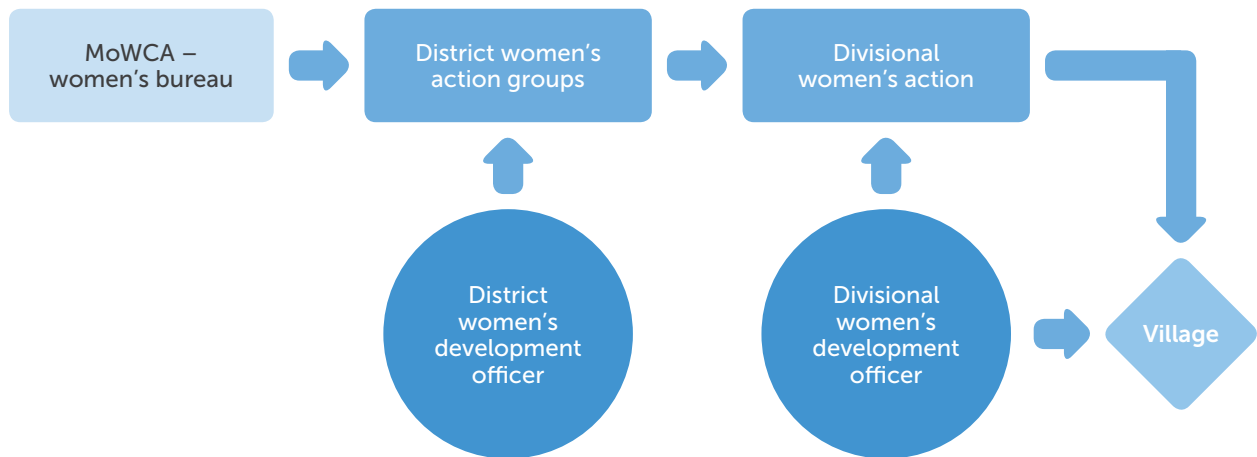 MoWCA –
women’s bureau
District women’s
action groups
Divisional
women’s action
District
women’s
development
officer
Divisional
women’s
development
officer
Village